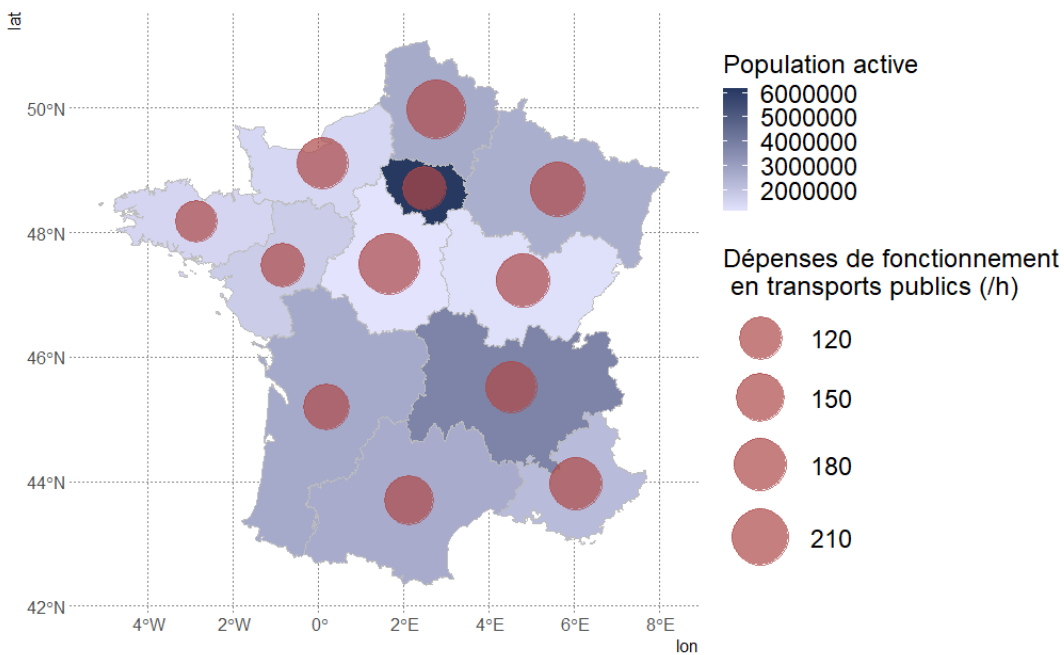 lat
50°N
48°N
46°N
44°N
42°N
4°W
2°W
0°
2°E
4°E
6°E
8°E
lon
Population active
6000000
5000000
4000000
3000000
2000000
Dépenses de fonctionnement
en transports publics (/h)
120
150
180
210